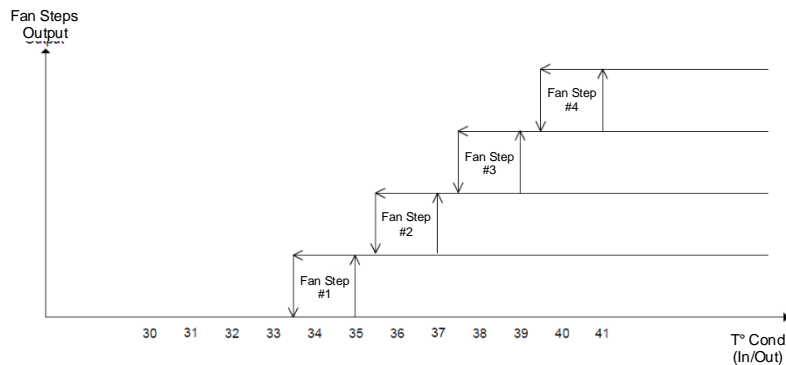 Fan Steps
Output
Fan Step
#4
Fan Step
#3
Fan Step
#2
Fan Step
#1
30 31 32 33 34 35 36 37 38 39 40 41
Tº Cond
(In/Out)